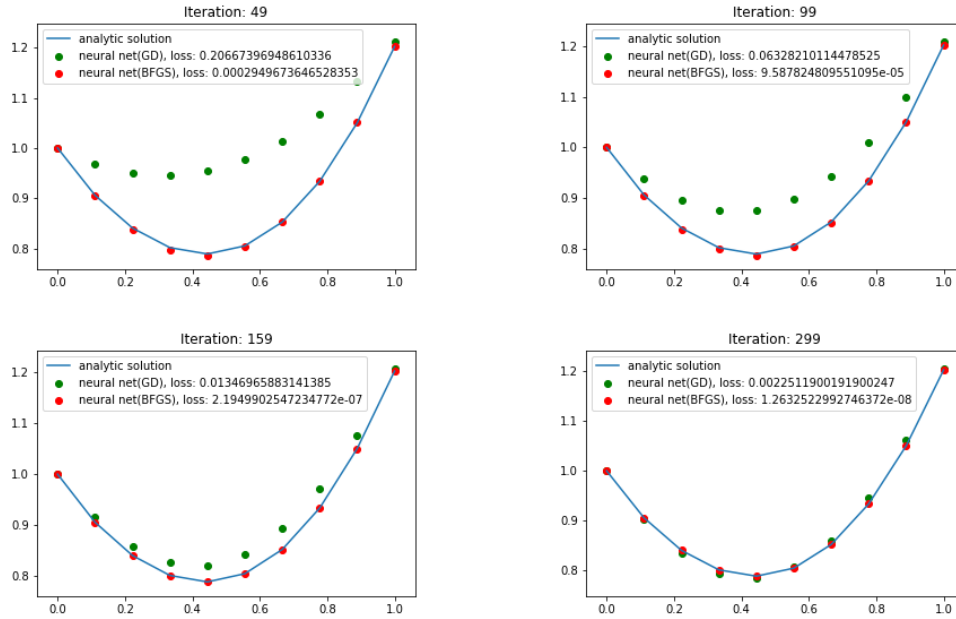 Iteration: 49
analytic solution
neural net(GD), loss: 0.20667396948610336
neural net(BFGS), loss: 0.0002949673646528353
1.2
1.1
1.0
0.9
0.8
0.0 0.2 0.4 0.6 0.8 1.0
Iteration: 99
analytic solution
neural net(GD), loss: 0.06328210114478525
neural net(BFGS), loss: 9.587824809551095e-05
1.2
1.1
1.0
0.9
0.8
0.0 0.2 0.4 0.6 0.8 1.0
Iteration: 159
analytic solution
neural net(GD), loss: 0.01346965883141385
neural net(BFGS), loss: 2.1949902547234772e-07
1.2
1.1
1.0
0.9
0.8
0.0 0.2 0.4 0.6 0.8 1.0
Iteration: 299
analytic solution
neural net(GD), loss: 0.0022511900191900247
neural net(BFGS), loss: 1.2632522992746372e-08
1.2
1.1
1.0
0.9
0.8
0.0 0.2 0.4 0.6 0.8 1.0